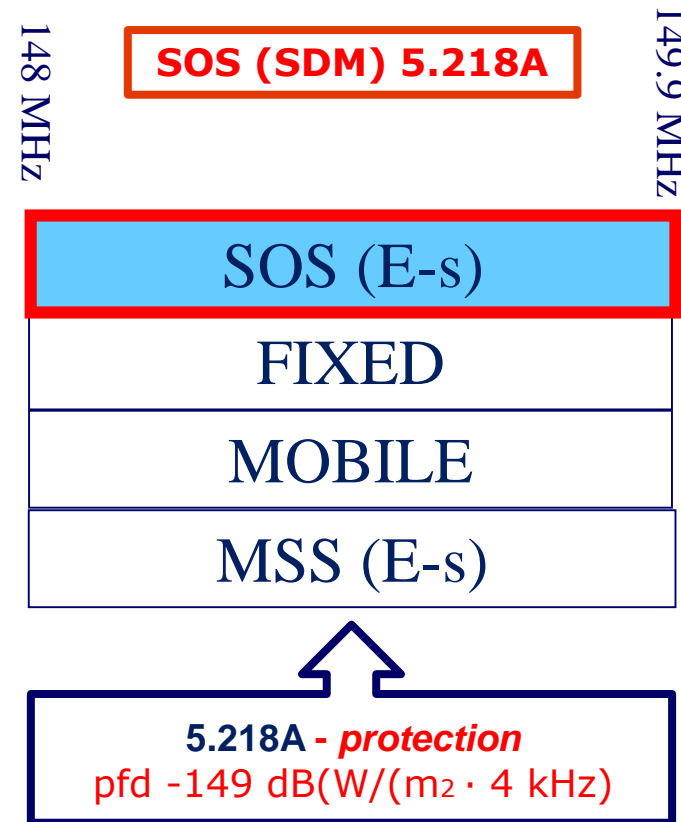 148 MHz
SOS (SDM) 5.218A
149.9 MHz
SOS (E-s)
FIXED
MOBILE
MSS (E-s)
5.218A - protection
pfd -149 dB(W/(m2 · 4 kHz)